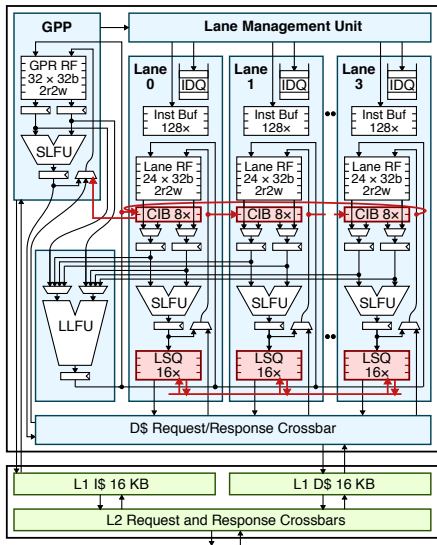 GPP
Lane Management Unit
GPR RF
32 × 32b
2r2w
SLFU
Lane
0
IDQ
Inst Buf
128×
Lane RF
24 × 32b
2r2w
CIB 8×
SLFU
LSQ
16×
Lane
1
IDQ
Inst Buf
128×
Lane RF
24 × 32b
2r2w
CIB 8×
SLFU
LSQ
16×
Lane
3
IDQ
Inst Buf
128×
Lane RF
24 × 32b
2r2w
CIB 8×
SLFU
LSQ
16×
LLFU
D$ Request/Response Crossbar
L1 I$ 16 KB
L1 D$ 16 KB
L2 Request and Response Crossbars